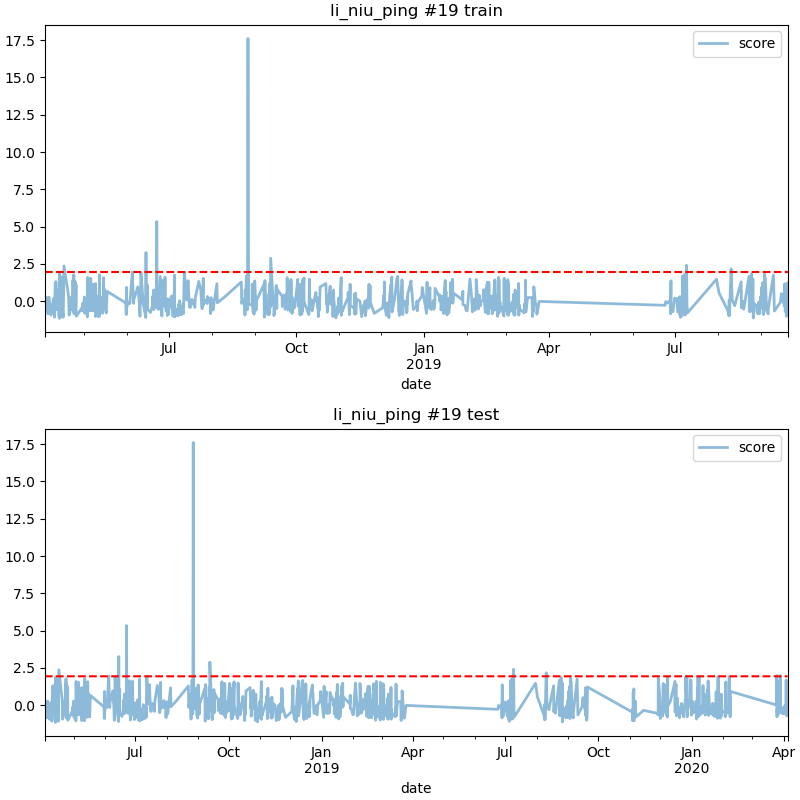 li_niu_ping #19 train
17.5
15.0
12.5
10.0
7.5
5.0
2.5
0.0
score
Jul Oct Jan Apr Jul
2019
date
li_niu_ping #19 test
17.5
15.0
12.5
10.0
7.5
5.0
2.5
0.0
score
Jul Oct Jan Apr Jul Oct Jan Apr
2019 2020
date